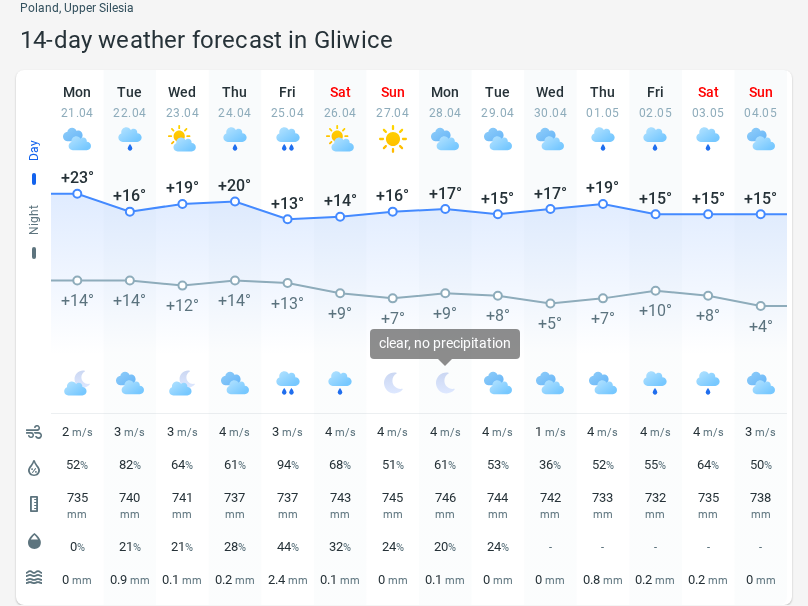 Poland, Upper Silesia
14-day weather forecast in Gliwice
Mon Tue Wed Thu Fri Sat Sun Mon Tue Wed Thu Fri Sat Sun
21.04 22.04 23.04 24.04 25.04 26.04 27.04 28.04 29.04 30.04 01.05 02.05 03.05 04.05
Day
+23° +16° +19° +20° +13° +14° +16° +17° +15° +17° +19° +15° +15° +15°
Night
+14° +14° +12° +14° +13° +9° +7° +9° +8° +5° +7° +10° +8° +4°
clear, no precipitation
2 m/s 3 m/s 3 m/s 4 m/s 3 m/s 4 m/s 4 m/s 4 m/s 4 m/s 1 m/s 4 m/s 4 m/s 4 m/s 3 m/s
52% 82% 64% 61% 94% 68% 51% 61% 53% 36% 52% 55% 64% 50%
735 740 741 737 737 743 745 746 744 742 733 732 735 738
mm mm mm mm mm mm mm mm mm mm mm mm mm mm
0% 21% 21% 28% 44% 32% 24% 20% 24% - - - - -
0 mm 0.9 mm 0.1 mm 0.2 mm 2.4 mm 0.1 mm 0 mm 0.1 mm 0 mm 0 mm 0.8 mm 0.2 mm 0.2 mm 0 mm